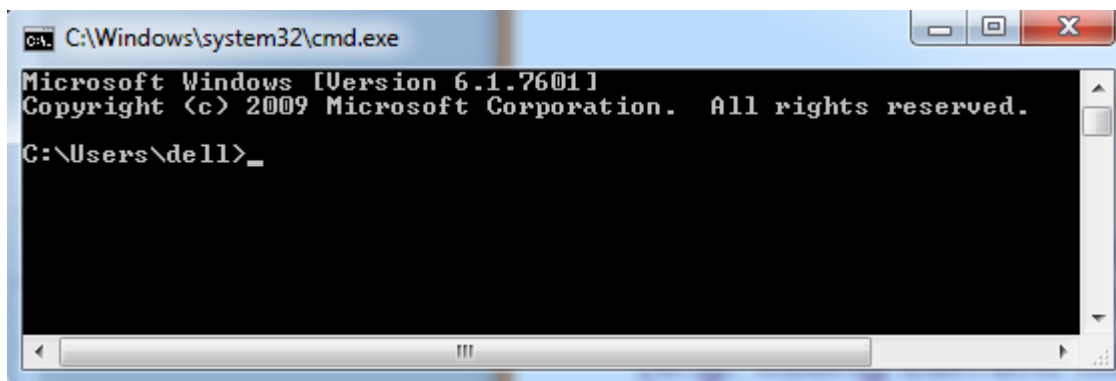 C:\Windows\system32\cmd.exe
Microsoft Windows [Version 6.1.7601]
Copyright (c) 2009 Microsoft Corporation.  All rights reserved.
C:\Users\dell>_